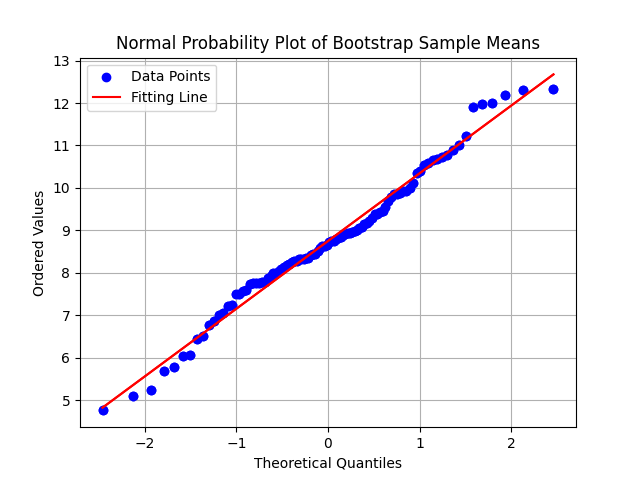 Normal Probability Plot of Bootstrap Sample Means
Data Points
Fitting Line
Ordered Values
13
12
11
10
9
8
7
6
5
−2
−1
0
1
2
Theoretical Quantiles